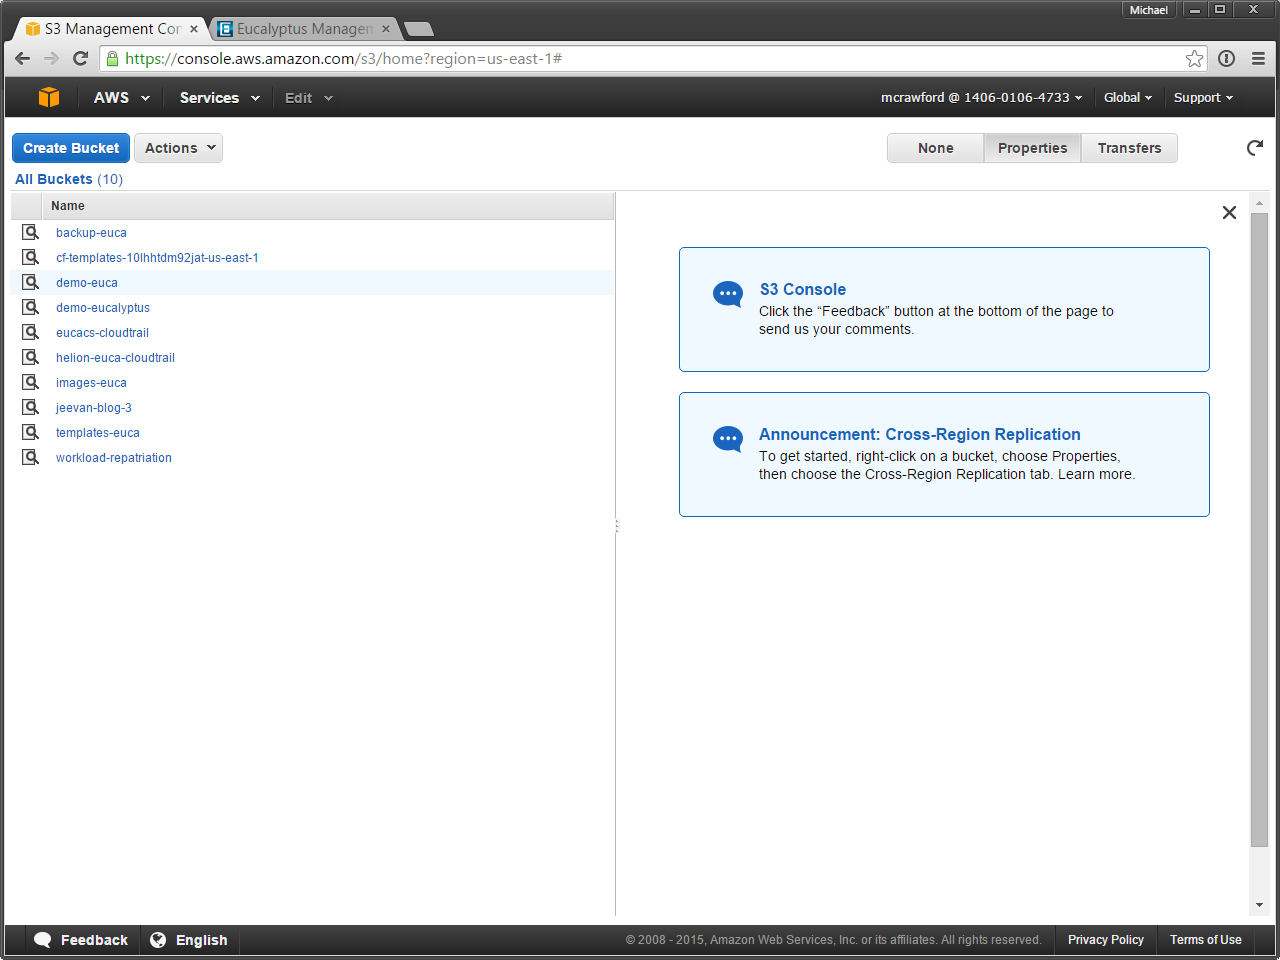 Michael
S3 Management Con
Eucalyptus Managem
https://console.aws.amazon.com/s3/home?region=us-east-1#
AWS Services Edit mcrawford @ 1406-0106-4733 Global Support
Create Bucket Actions None Properties Transfers
All Buckets (10)
Name
backup-euca
cf-templates-10lhhtdm92jat-us-east-1
demo-euca
demo-eucalyptus
eucacs-cloudtrail
helion-euca-cloudtrail
images-euca
jeevan-blog-3
templates-euca
workload-repatriation
S3 Console
Click the “Feedback” button at the bottom of the page to
send us your comments.
Announcement: Cross-Region Replication
To get started, right-click on a bucket, choose Properties,
then choose the Cross-Region Replication tab. Learn more.
Feedback English © 2008 - 2015, Amazon Web Services, Inc. or its affiliates. All rights reserved. Privacy Policy Terms of Use